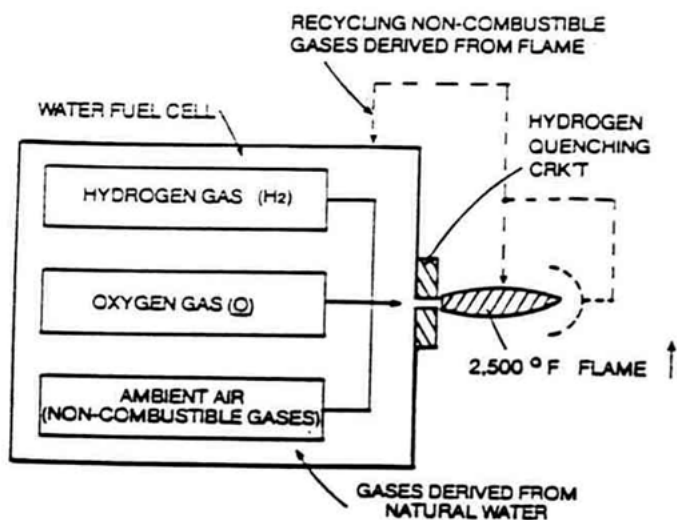 RECYCLING NON-COMBUSTIBLE
GASES DERIVED FROM FLAME
WATER FUEL CELL
HYDROGEN
QUENCHING
CRK'T
HYDROGEN GAS (H2)
OXYGEN GAS (O)
2,500 °F FLAME
AMBIENT AIR
(NON-COMBUSTIBLE GASES)
GASES DERIVED FROM
NATURAL WATER